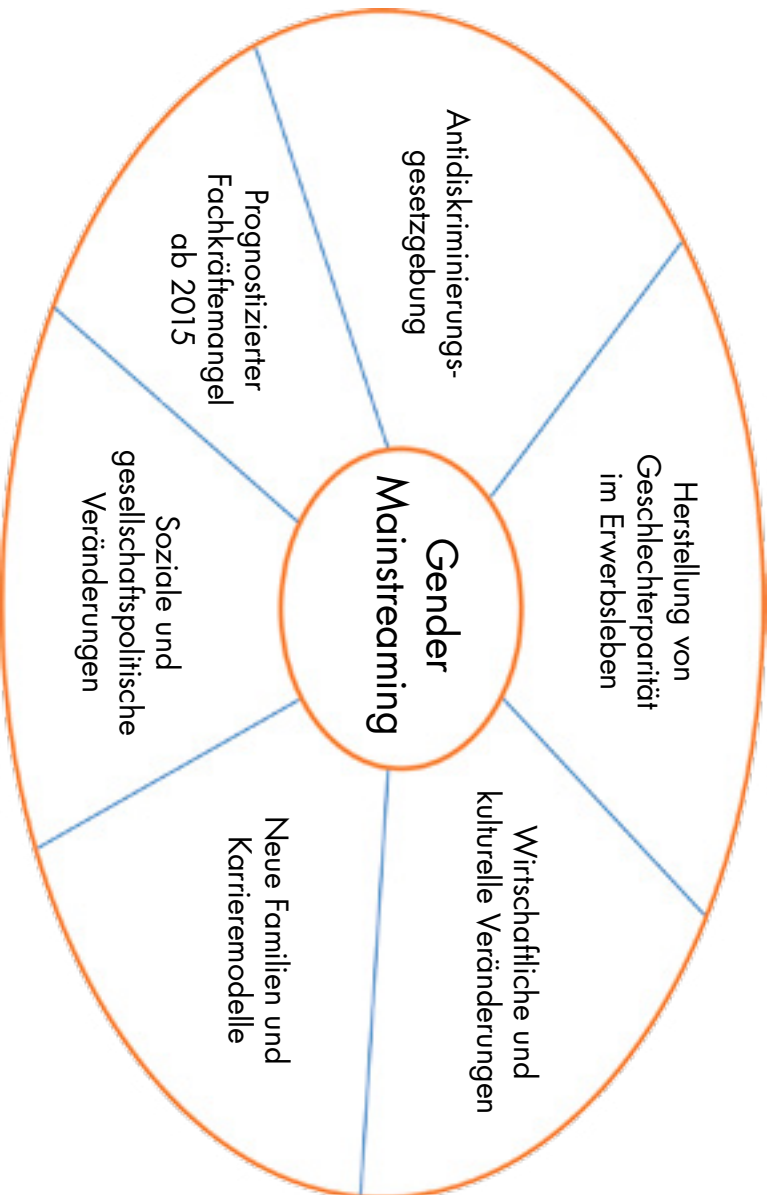 Herstellung von
Geschlechterparität
im Erwerbsleben
Antidiskriminierungs-
gesetzgebung
Wirtschaftliche und
kulturelle Veränderungen
Gender
Mainstreaming
Prognostizierter
Fachkräftemangel
ab 2015
Neue Familien und
Karrieremodelle
Soziale und
gesellschaftspolitische
Veränderungen